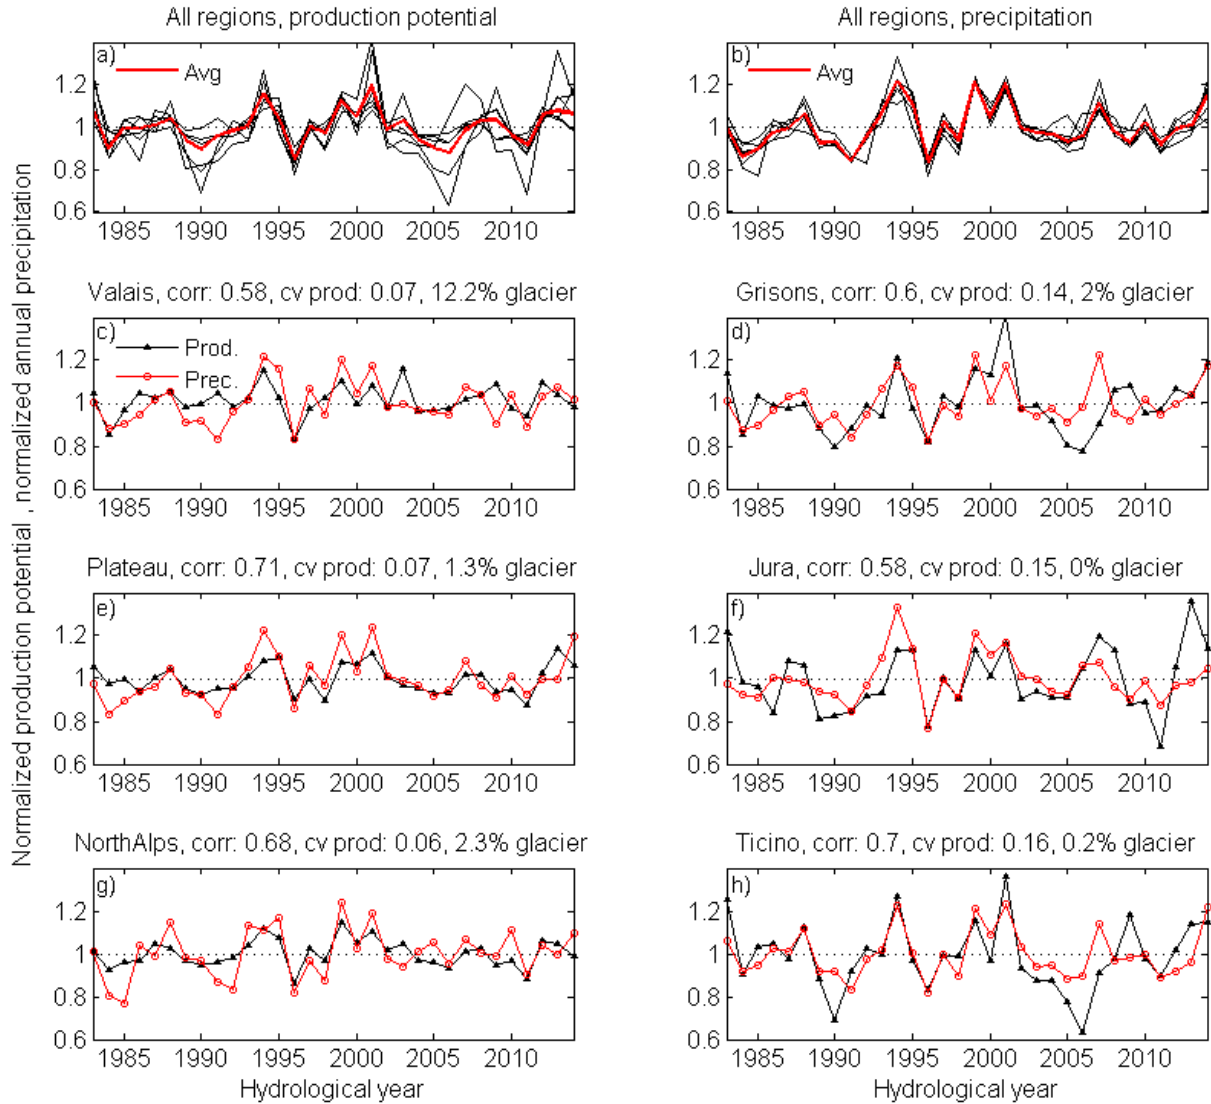 All regions, production potential
All regions, precipitation
a)
Avg
1.2
1
0.8
0.6
1985 1990 1995 2000 2005 2010
b)
Avg
1.2
1
0.8
0.6
1985 1990 1995 2000 2005 2010
Normalized production potential , normalized annual precipitation
Valais, corr: 0.58, cv prod: 0.07, 12.2% glacier
c)
Prod.
Prec.
1.2
1
0.8
0.6
1985 1990 1995 2000 2005 2010
Grisons, corr: 0.6, cv prod: 0.14, 2% glacier
d)
1.2
1
0.8
0.6
1985 1990 1995 2000 2005 2010
Plateau, corr: 0.71, cv prod: 0.07, 1.3% glacier
e)
1.2
1
0.8
0.6
1985 1990 1995 2000 2005 2010
Jura, corr: 0.58, cv prod: 0.15, 0% glacier
f)
1.2
1
0.8
0.6
1985 1990 1995 2000 2005 2010
NorthAlps, corr: 0.68, cv prod: 0.06, 2.3% glacier
g)
1.2
1
0.8
0.6
1985 1990 1995 2000 2005 2010
Hydrological year
Ticino, corr: 0.7, cv prod: 0.16, 0.2% glacier
h)
1.2
1
0.8
0.6
1985 1990 1995 2000 2005 2010
Hydrological year